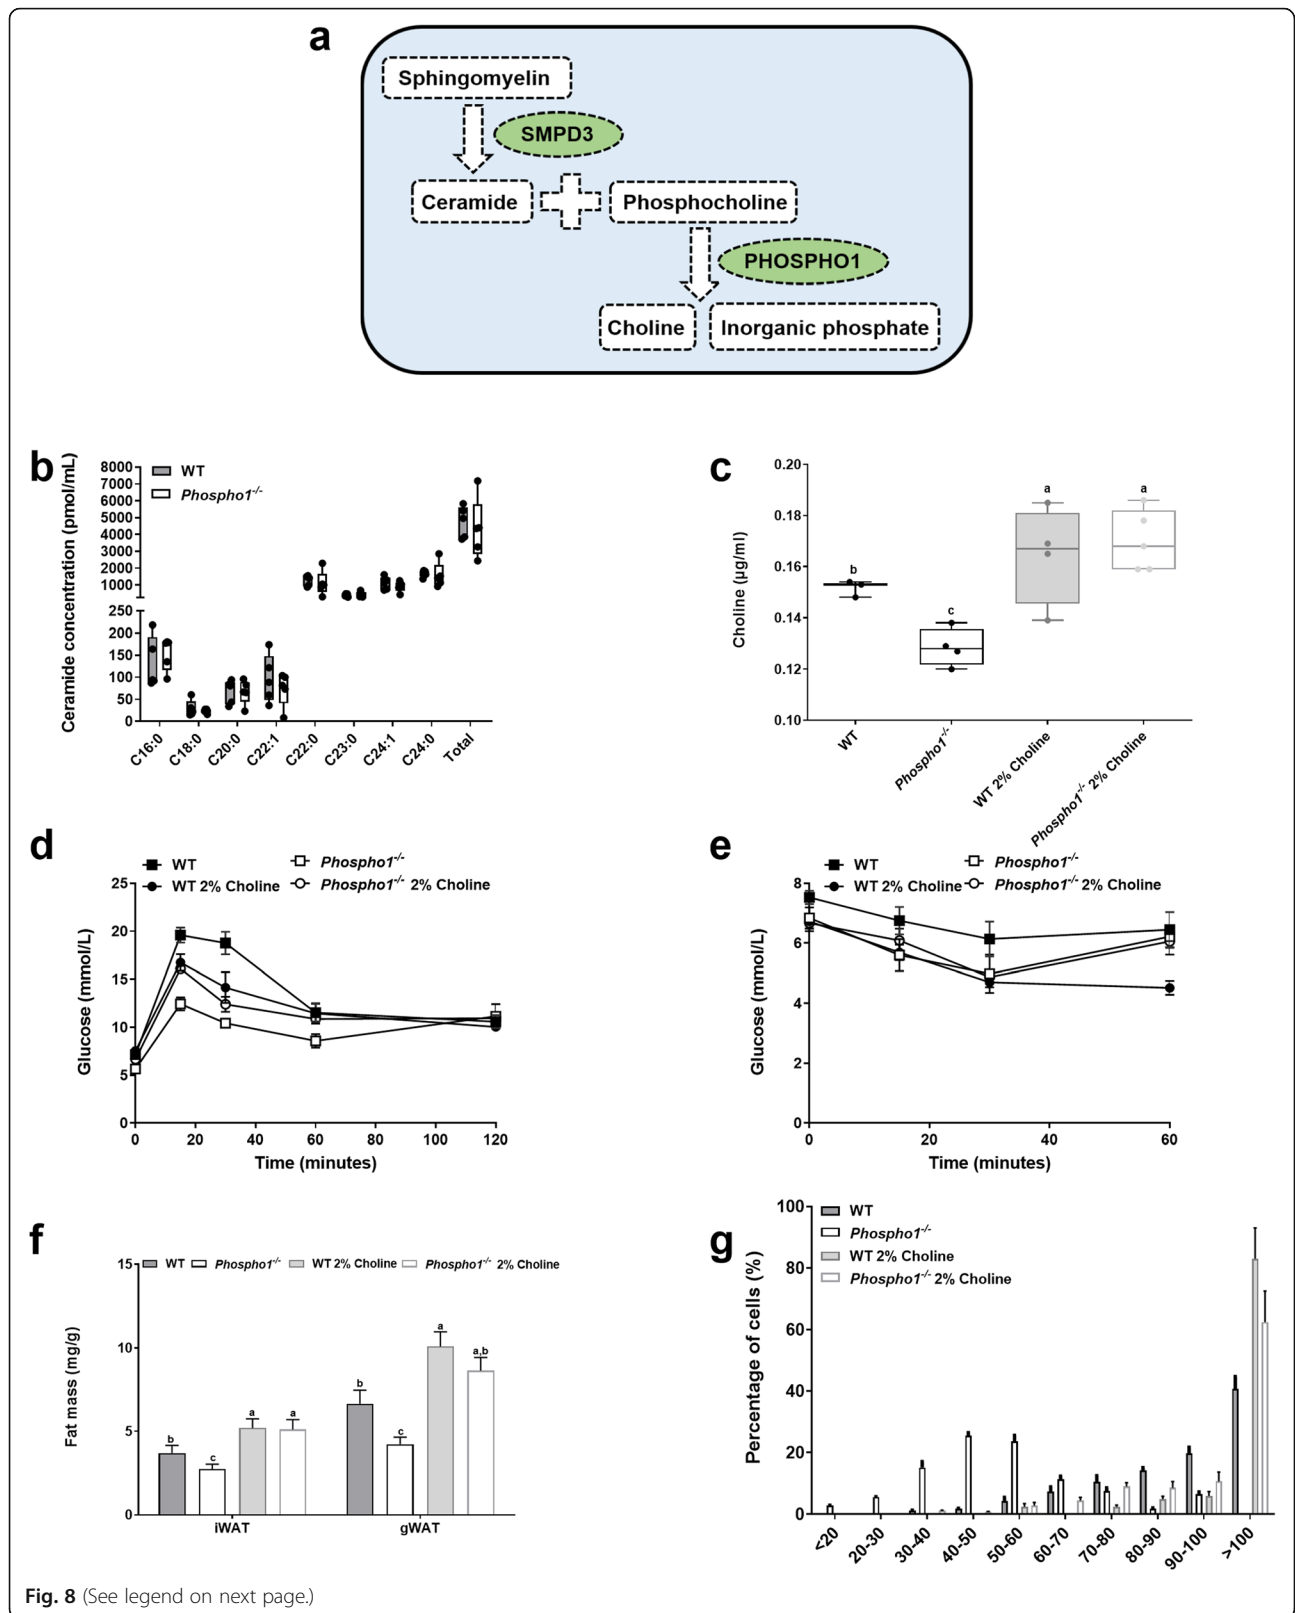 a
Sphingomyelin
SMPD3
Ceramide
Phosphocholine
PHOSPHO1
Choline
Inorganic phosphate
b
Ceramide concentration (pmol/mL)
WT
Phospho1-/-
8000
7000
6000
5000
4000
3000
2000
1000
250
200
150
100
50
0
C16:0
C18:0
C20:0
C22:1
C22:0
C23:0
C24:1
C24:0
Total
c
Choline (µg/ml)
0.20
0.18
0.16
0.14
0.12
0.10
b
c
a
a
WT
Phospho1-/-
WT 2% Choline
Phospho1-/- 2% Choline
d
WT
Phospho1-/-
WT 2% Choline
Phospho1-/- 2% Choline
Glucose (mmol/L)
25
20
15
10
5
0
0 20 40 60 80 100 120
Time (minutes)
e
WT
Phospho1-/-
WT 2% Choline
Phospho1-/- 2% Choline
Glucose (mmol/L)
8
6
4
2
0
0 20 40 60
Time (minutes)
f
WT Phospho1-/- WT 2% Choline Phospho1-/- 2% Choline
Fat mass (mg/g)
15
10
5
0
b
c
a
a
b
c
a
a,b
iWAT
gWAT
g
WT
Phospho1-/-
WT 2% Choline
Phospho1-/- 2% Choline
Percentage of cells (%)
100
80
60
40
20
0
<20
20-30
30-40
40-50
50-60
60-70
70-80
80-90
90-100
>100
Fig. 8 (See legend on next page.)